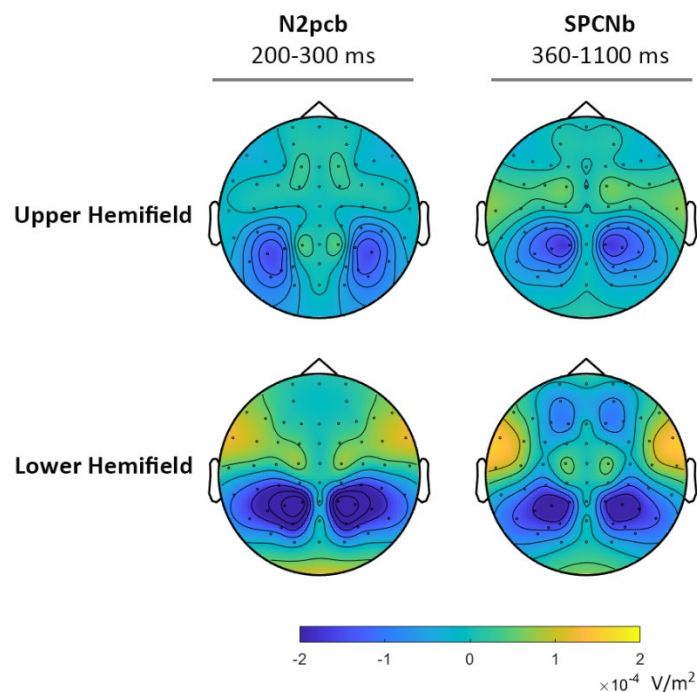 N2pcb SPCNb
200-300 ms 360-1100 ms
Upper Hemifield
Lower Hemifield
-2 -1 0 1 2
×10⁻⁴ V/m²